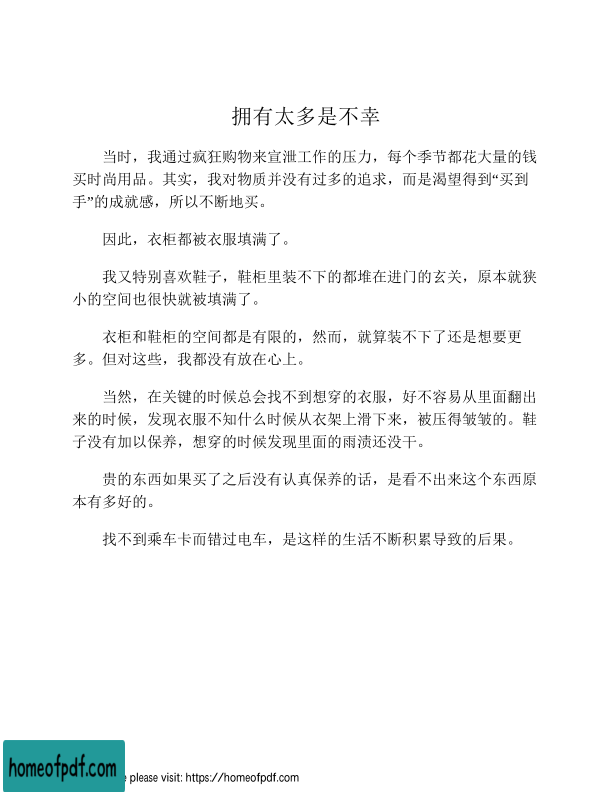 拥有太多是不幸
当时，我通过疯狂购物来宣泄工作的压力，每个季节都花大量的钱
买时尚用品。其实，我对物质并没有过多的追求，而是渴望得到“买到
手”的成就感，所以不断地买。
因此，衣柜都被衣服填满了。
我又特别喜欢鞋子，鞋柜里装不下的都堆在进门的玄关，原本就狭
小的空间也很快就被填满了。
衣柜和鞋柜的空间都是有限的，然而，就算装不下了还是想要更
多。但对这些，我都没有放在心上。
当然，在关键的时候总会找不到想穿的衣服，好不容易从里面翻出
来的时候，发现衣服不知什么时候从衣架上滑下来，被压得皱皱的。鞋
子没有加以保养，想穿的时候发现里面的雨渍还没干。
贵的东西如果买了之后没有认真保养的话，是看不出来这个东西原
本有多好的。
找不到乘车卡而错过电车，是这样的生活不断积累导致的后果。
homeofpdf.com
e please visit: https://homeofpdf.com